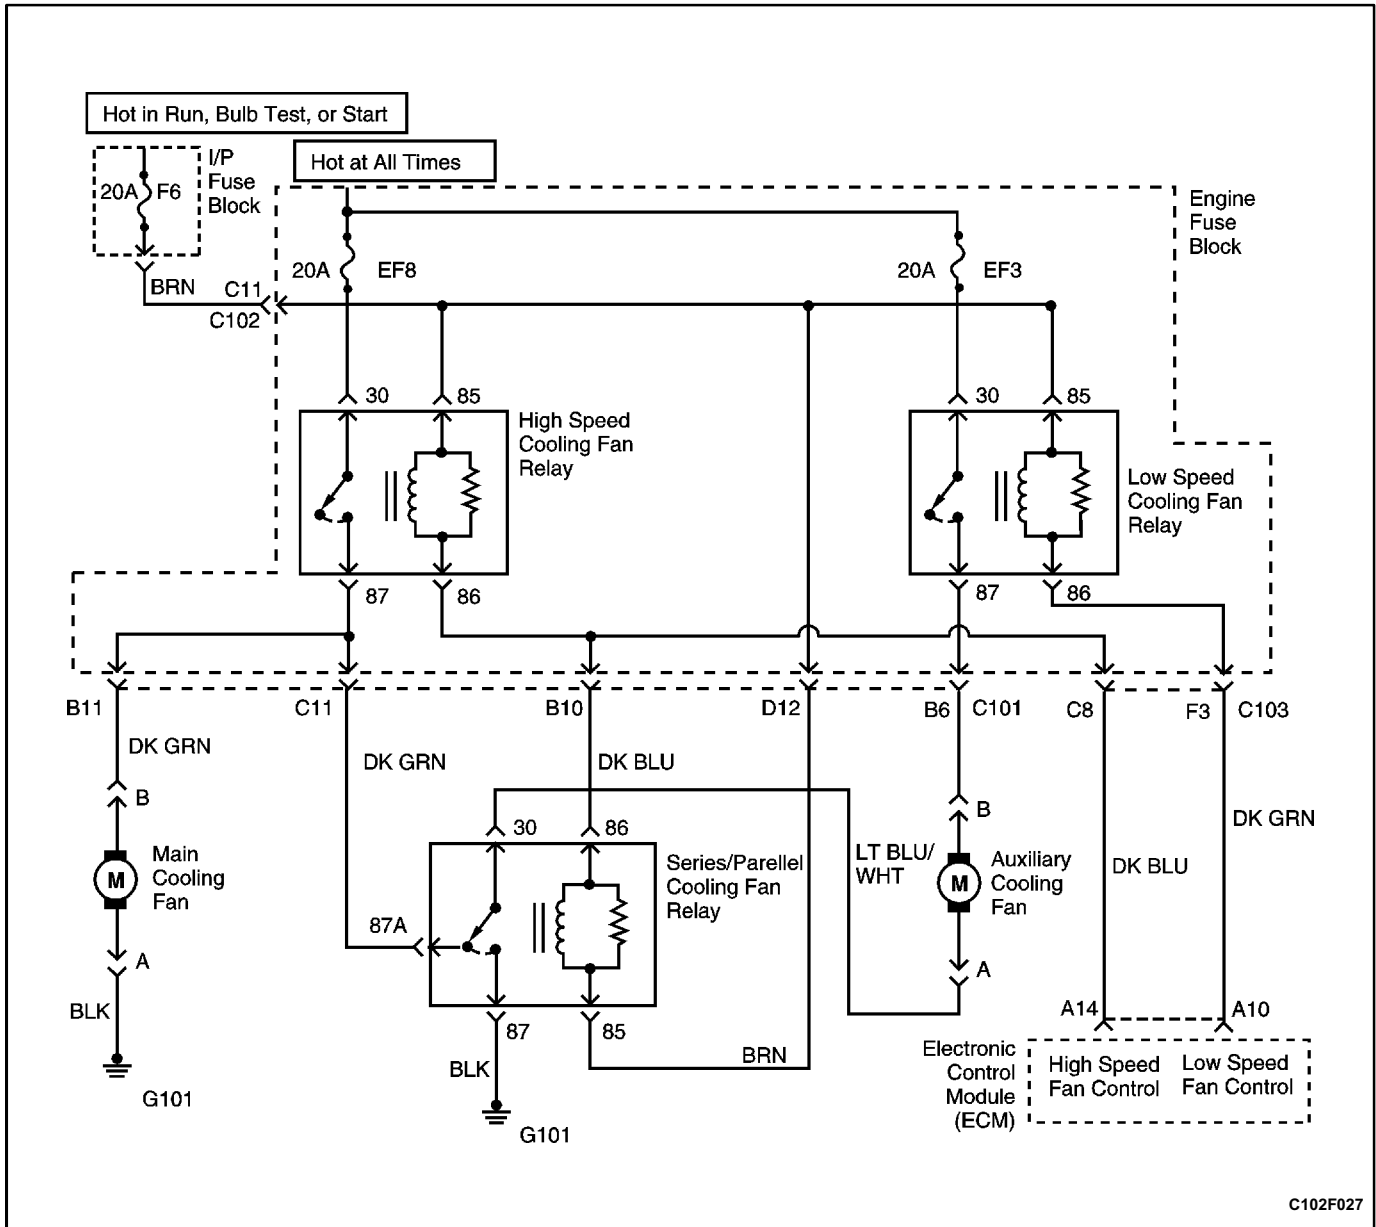 Hot in Run, Bulb Test, or Start
Hot at All Times
I/P
Fuse
Block
20A F6
Engine
Fuse
Block
20A EF8
20A EF3
BRN
C11
C102
30 85
30 85
High Speed
Cooling Fan
Relay
Low Speed
Cooling Fan
Relay
87 86
87 86
B11 C11 B10 D12 B6 C101 C8 F3 C103
DK GRN
DK GRN
DK BLU
B
30 86
B
DK GRN
Main
Cooling
Fan
M
Series/Parellel
Cooling Fan
Relay
LT BLU/
WHT
M
Auxiliary
Cooling
Fan
DK BLU
87A
A
A
BLK
87 85
A14 A10
BLK
BRN
Electronic
Control
Module
(ECM)
High Speed
Fan Control
Low Speed
Fan Control
G101
G101
C102F027